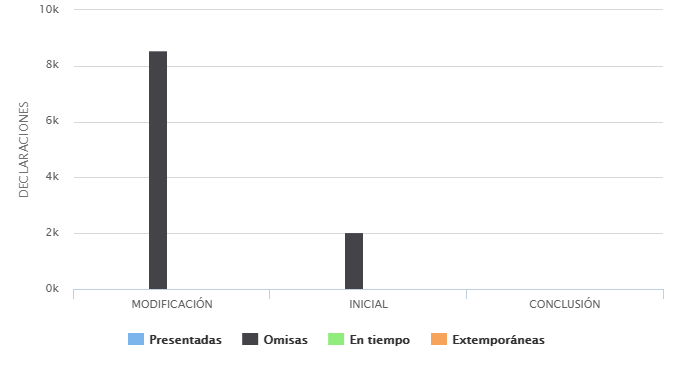 10k
8k
6k
4k
2k
0k
DECLARACIONES
MODIFICACIÓN INICIAL CONCLUSIÓN
Presentadas Omisas En tiempo Extemporáneas